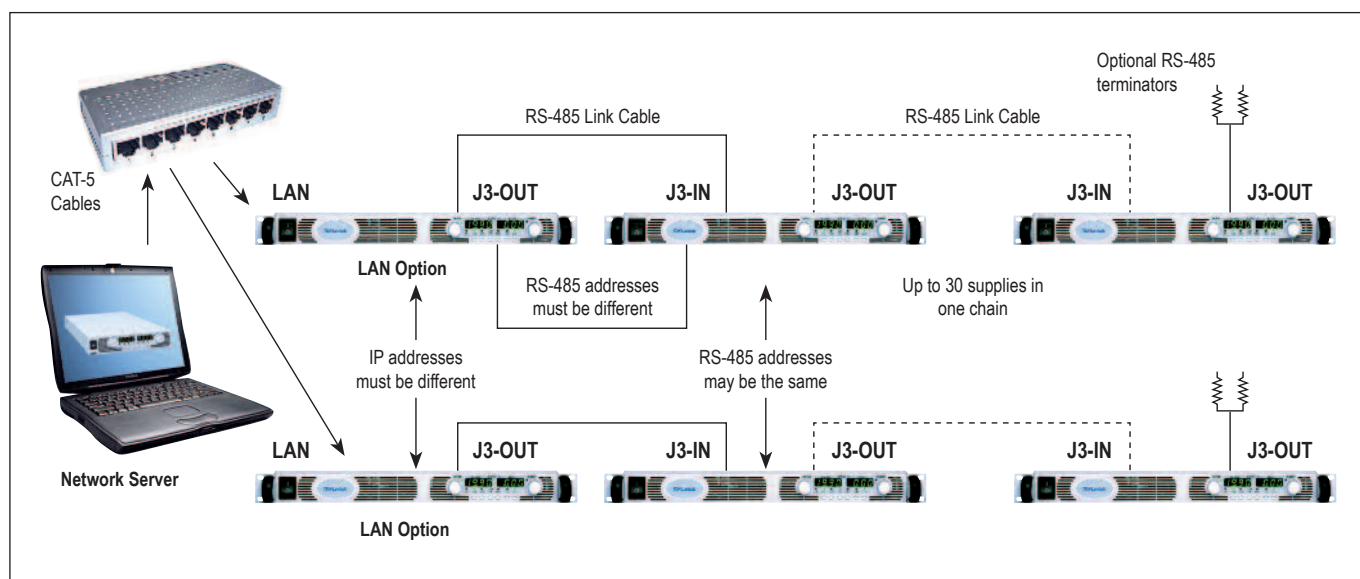 Optional RS-485
terminators
RS-485 Link Cable
RS-485 Link Cable
CAT-5
Cables
LAN
J3-OUT
J3-IN
J3-OUT
J3-IN
J3-OUT
LAN Option
RS-485 addresses
must be different
Up to 30 supplies in
one chain
IP addresses
must be different
RS-485 addresses
may be the same
LAN
J3-OUT
J3-IN
J3-OUT
J3-IN
J3-OUT
Network Server
LAN Option